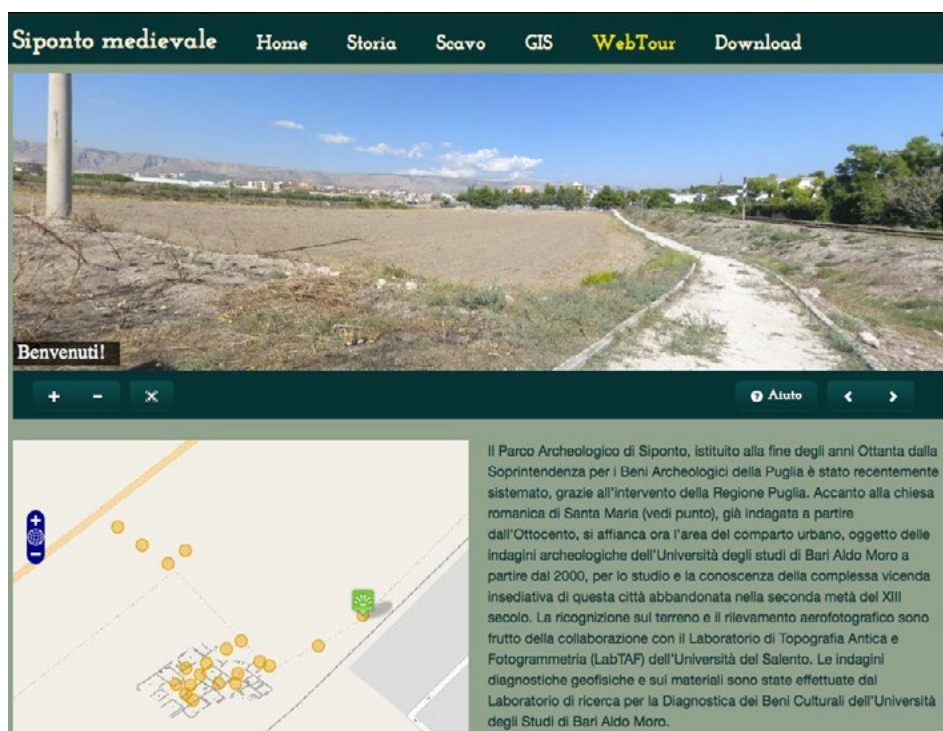 Siponto medievale Home Storia Scavo GIS WebTour Download
Benvenuti!
+ - Aiuto
Il Parco Archeologico di Siponto, istituito alla fine degli anni Ottanta dalla
Soprintendenza per i Beni Archeologici della Puglia è stato recentemente
sistemato, grazie all'intervento della Regione Puglia. Accanto alla chiesa
romanica di Santa Maria (vedi punto), già indagata a partire
dall'Ottocento, si affianca ora l'area del comparto urbano, oggetto delle
indagini archeologiche dell'Università degli studi di Bari Aldo Moro a
partire dal 2000, per lo studio e la conoscenza della complessa vicenda
insediativa di questa città abbandonata nella seconda metà del XIII
secolo. La ricognizione sul terreno e il rilevamento aerofotografico sono
frutto della collaborazione con il Laboratorio di Topografia Antica e
Fotogrammetria (LabTAF) dell'Università del Salento. Le indagini
diagnostiche geofisiche e sui materiali sono state effettuate dal
Laboratorio di ricerca per la Diagnostica dei Beni Culturali dell'Università
degli Studi di Bari Aldo Moro.